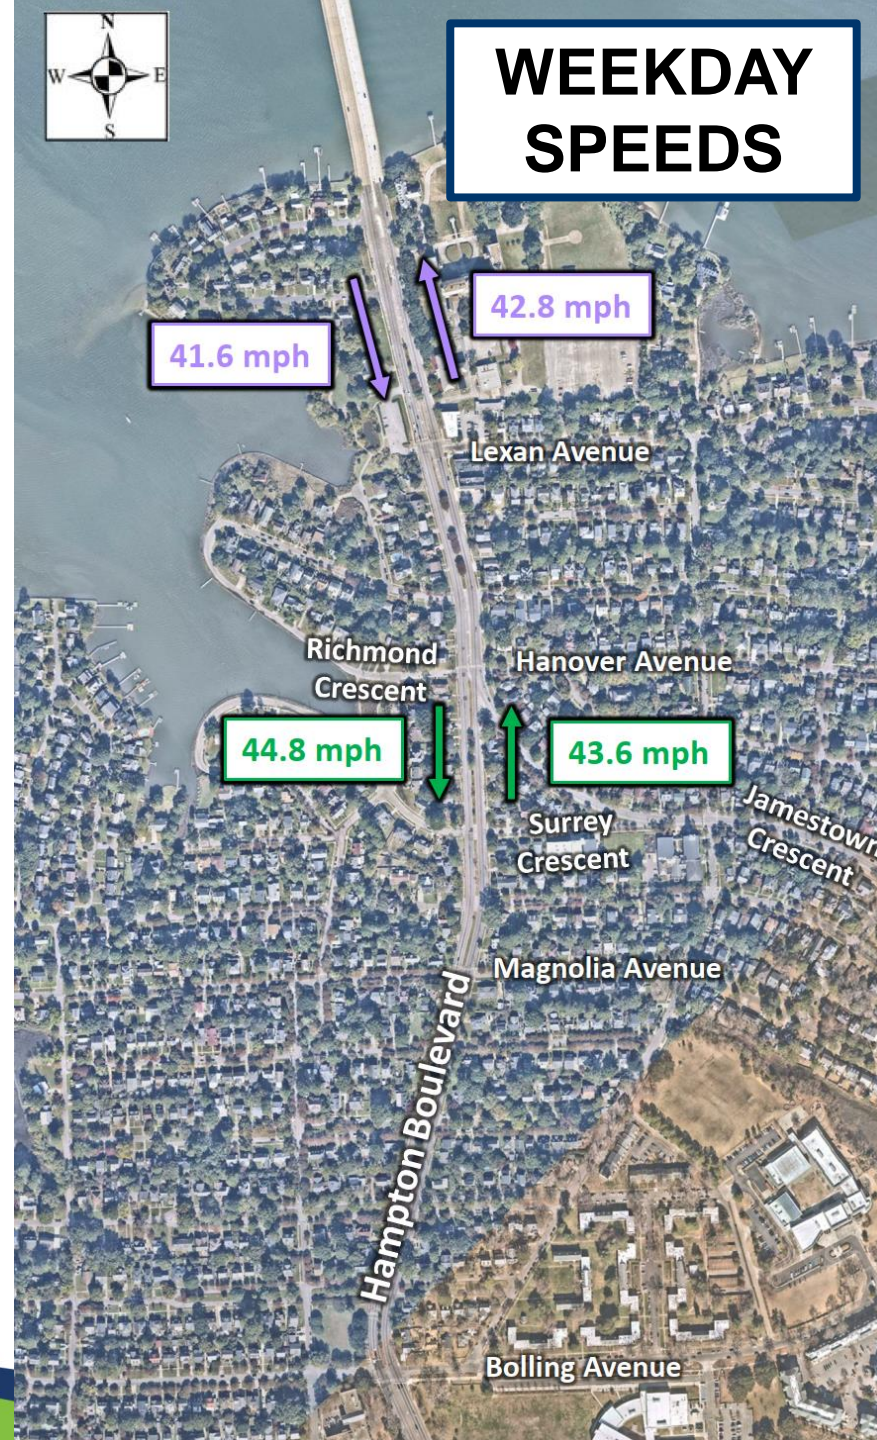 N
W E
S
WEEKDAY
SPEEDS
42.8 mph
41.6 mph
Lexan Avenue
Richmond
Crescent
Hanover Avenue
44.8 mph
43.6 mph
Surrey
Crescent
Jamestown
Crescent
Magnolia Avenue
Hampton Boulevard
Bolling Avenue